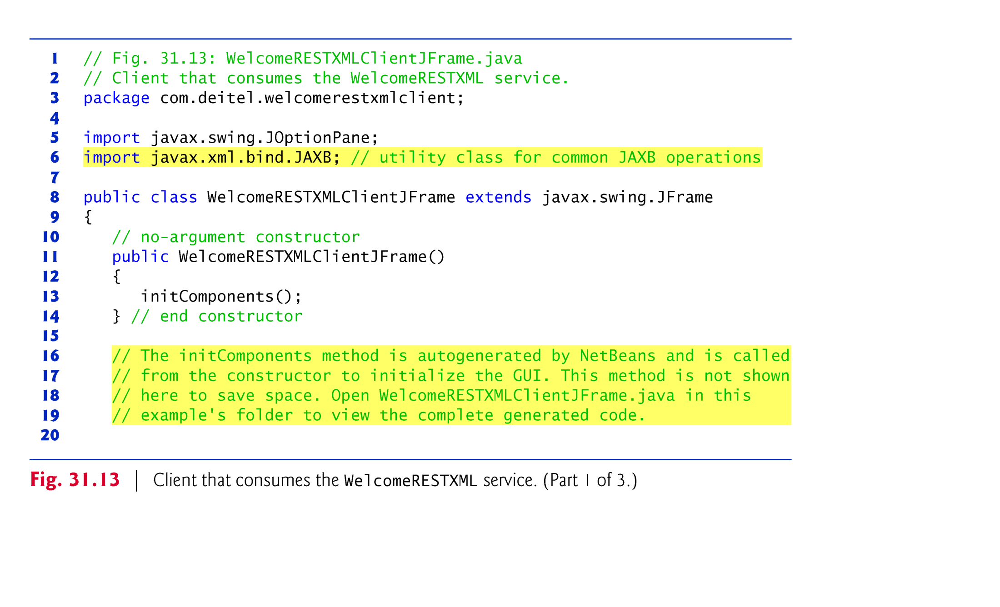 1 // Fig. 31.13: WelcomeRESTXMLClientJFrame.java
2 // Client that consumes the WelcomeRESTXML service.
3 package com.deitel.welcomerestxmlclient;
4
5 import javax.swing.JOptionPane;
6 import javax.xml.bind.JAXB; // utility class for common JAXB operations
7
8 public class WelcomeRESTXMLClientJFrame extends javax.swing.JFrame
9 {
10    // no-argument constructor
11    public WelcomeRESTXMLClientJFrame()
12    {
13       initComponents();
14    } // end constructor
15
16    // The initComponents method is autogenerated by NetBeans and is called
17    // from the constructor to initialize the GUI. This method is not shown
18    // here to save space. Open WelcomeRESTXMLClientJFrame.java in this
19    // example's folder to view the complete generated code.
20
Fig. 31.13 | Client that consumes the WelcomeRESTXML service. (Part 1 of 3.)